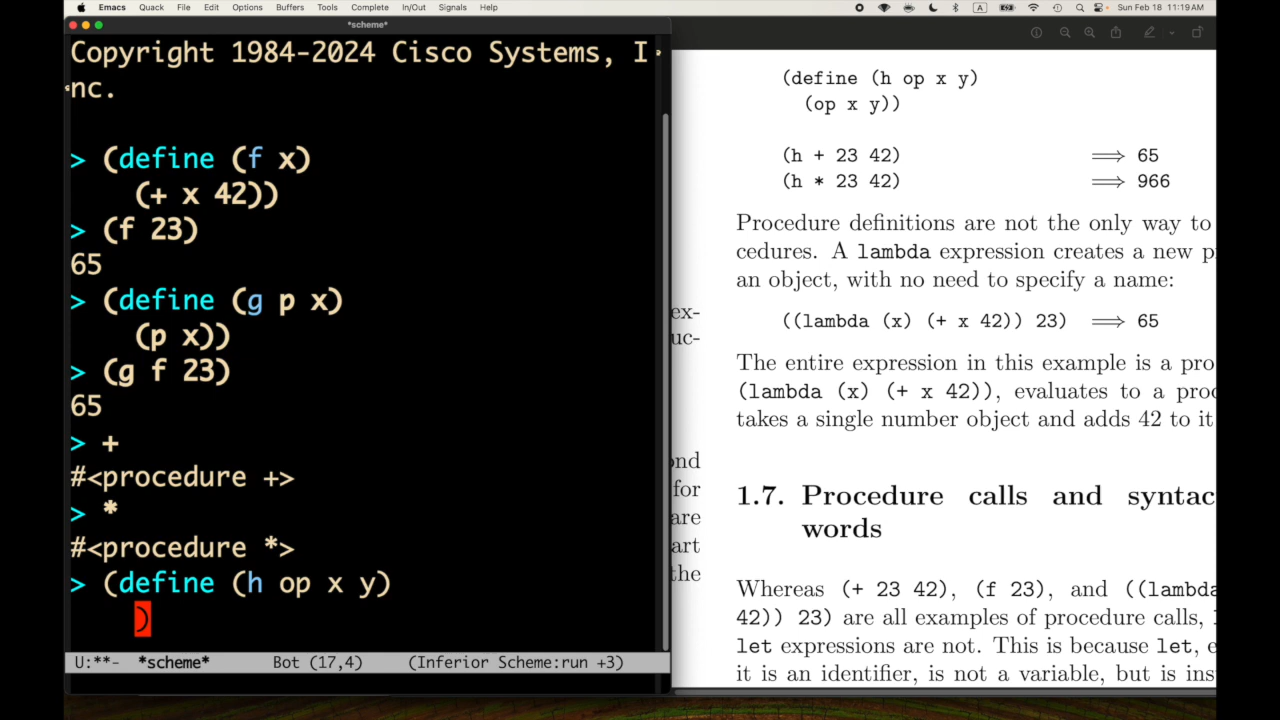 Emacs Quack File Edit Options Buffers Tools Complete In/Out Signals Help A Sun Feb 18 11:19 AM
*scheme*
Copyright 1984-2024 Cisco Systems, I
nc.
> (define (f x)
(+ x 42))
> (f 23)
65
> (define (g p x)
(p x))
> (g f 23)
65
> +
#<procedure +>
> *
#<procedure *>
> (define (h op x y)
)
U:**- *scheme* Bot (17,4) (Inferior Scheme:run +3)
ex-
uc-
ond
for
are
art
the
(define (h op x y)
(op x y))
(h + 23 42) ⟹ 65
(h * 23 42) ⟹ 966
Procedure definitions are not the only way to
cedures. A lambda expression creates a new p
an object, with no need to specify a name:
((lambda (x) (+ x 42)) 23) ⟹ 65
The entire expression in this example is a pro
(lambda (x) (+ x 42)), evaluates to a proc
takes a single number object and adds 42 to it
1.7. Procedure calls and syntac
words
Whereas (+ 23 42), (f 23), and ((lambda
42)) 23) are all examples of procedure calls,
let expressions are not. This is because let, e
it is an identifier, is not a variable, but is ins